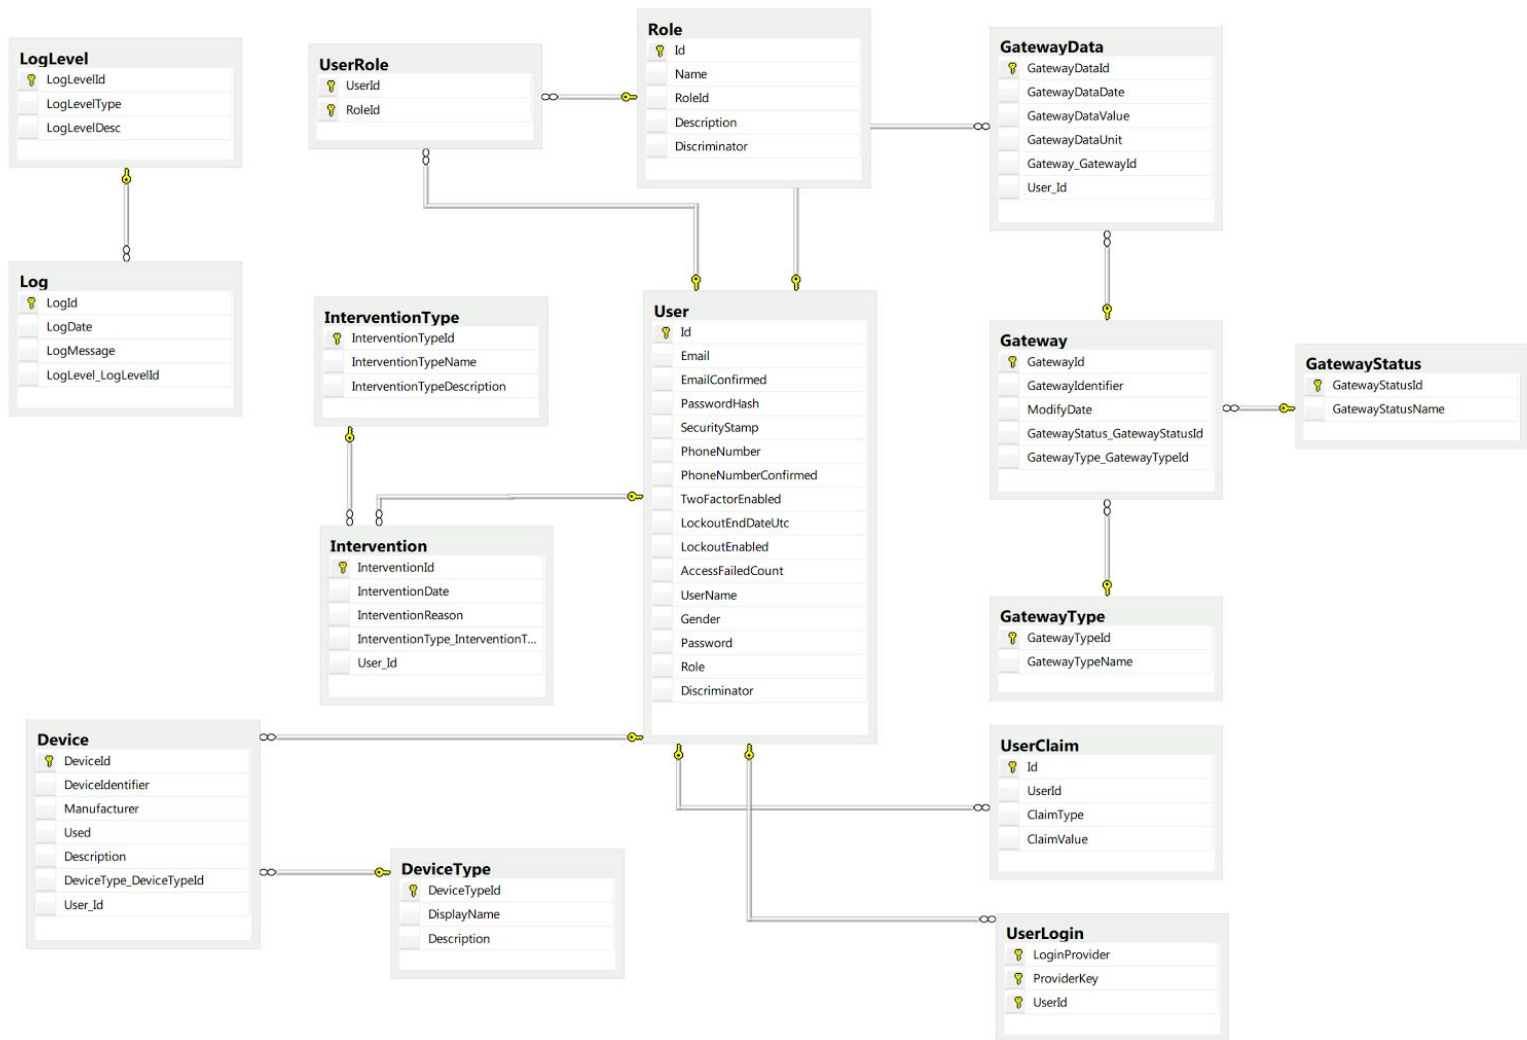 LogLevel
LogLevelId
LogLevelType
LogLevelDesc
UserRole
UserId
RoleId
Role
Id
Name
RoleId
Description
Discriminator
GatewayData
GatewayDataId
GatewayDataDate
GatewayDataValue
GatewayDataUnit
Gateway_GatewayId
User_Id
Log
LogId
LogDate
LogMessage
LogLevel_LogLevelId
InterventionType
InterventionTypeId
InterventionTypeName
InterventionTypeDescription
User
Id
Email
EmailConfirmed
PasswordHash
SecurityStamp
PhoneNumber
PhoneNumberConfirmed
TwoFactorEnabled
LockoutEndDateUtc
LockoutEnabled
AccessFailedCount
UserName
Gender
Password
Role
Discriminator
Gateway
GatewayId
GatewayIdentifier
ModifyDate
GatewayStatus_GatewayStatusId
GatewayType_GatewayTypeId
GatewayStatus
GatewayStatusId
GatewayStatusName
Intervention
InterventionId
InterventionDate
InterventionReason
InterventionType_InterventionT...
User_Id
GatewayType
GatewayTypeId
GatewayTypeName
Device
DeviceId
DeviceIdentifier
Manufacturer
Used
Description
DeviceType_DeviceTypeId
User_Id
DeviceType
DeviceTypeId
DisplayName
Description
UserClaim
Id
UserId
ClaimType
ClaimValue
UserLogin
LoginProvider
ProviderKey
UserId